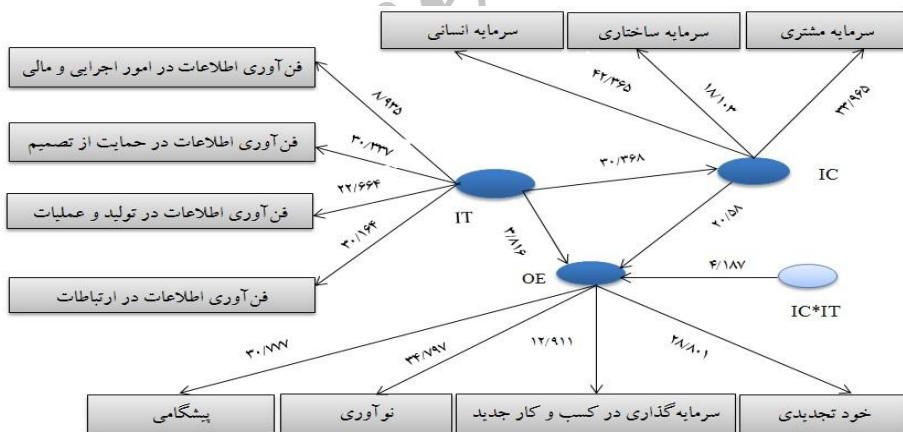 سرمایه انسانی
سرمایه ساختاری
سرمایه مشتری
فن‌آوری اطلاعات در امور اجرایی و مالی
۸/۹۳۵
۴۲/۳۶۵
۱۸/۱۰۳
۳۳/۹۶۵
فن‌آوری اطلاعات در حمایت از تصمیم
۳۰/۳۳۷
۳۰/۳۶۸
IC
۲۲/۶۶۴
IT
فن‌آوری اطلاعات در تولید و عملیات
۳۰/۱۶۴
۳/۸۱۶
۲۰/۵۸
فن‌آوری اطلاعات در ارتباطات
OE
۴/۱۸۷
IC*IT
۳۰/۷۷۷
۳۴/۷۹۷
۱۲/۹۱۱
۲۸/۸۰۱
پیشگامی
نوآوری
سرمایه‌گذاری در کسب و کار جدید
خود تجدیدی